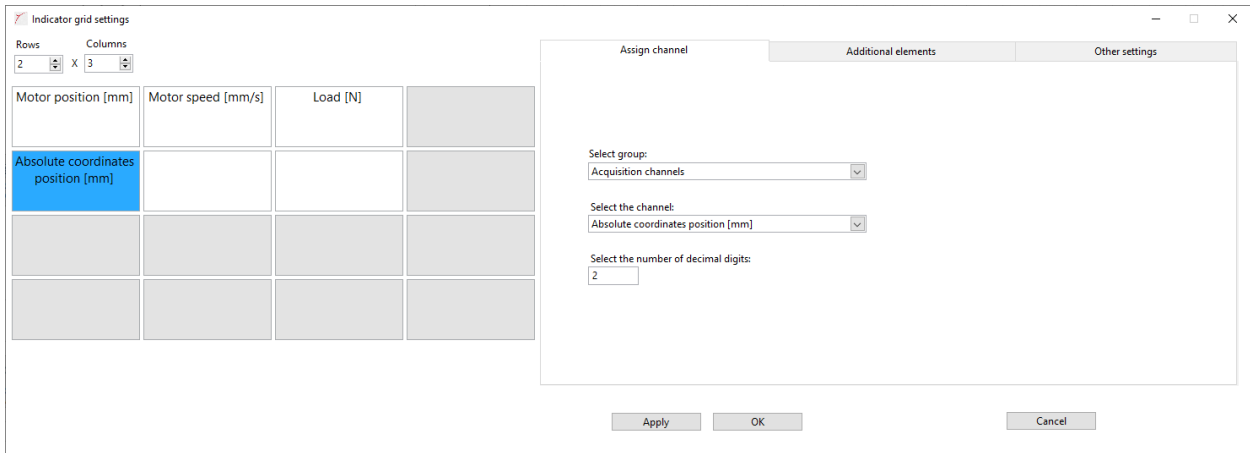 Indicator grid settings
Rows
Columns
2 X 3
Assign channel
Additional elements
Other settings
Motor position [mm]
Motor speed [mm/s]
Load [N]
Absolute coordinates
position [mm]
Select group:
Acquisition channels
Select the channel:
Absolute coordinates position [mm]
Select the number of decimal digits:
2
Apply
OK
Cancel